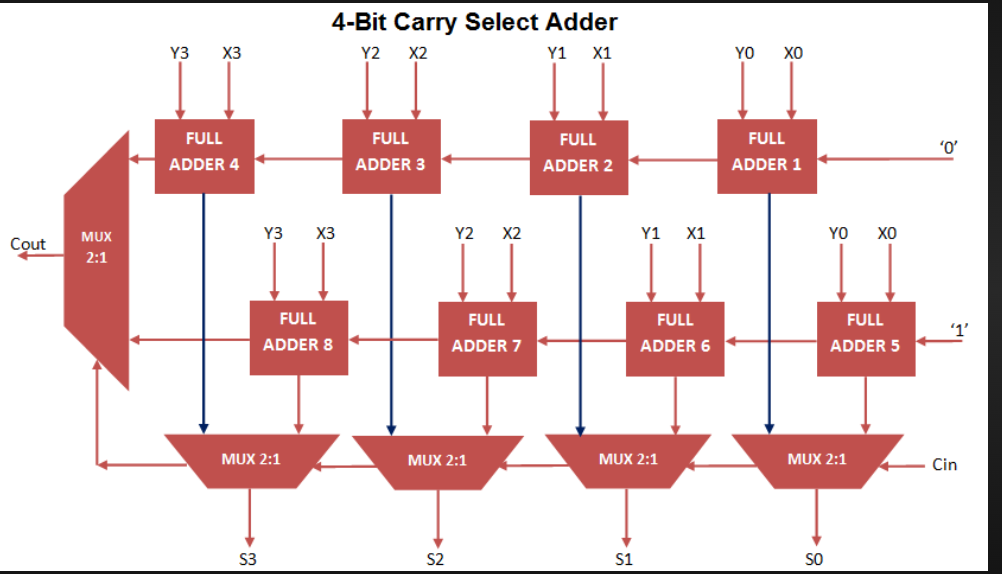 4-Bit Carry Select Adder
Y3 X3 Y2 X2 Y1 X1 Y0 X0
FULL ADDER 4
FULL ADDER 3
FULL ADDER 2
FULL ADDER 1
‘0’
Y3 X3 Y2 X2 Y1 X1 Y0 X0
MUX
2:1
Cout
FULL ADDER 8
FULL ADDER 7
FULL ADDER 6
FULL ADDER 5
‘1’
MUX 2:1
MUX 2:1
MUX 2:1
MUX 2:1
Cin
S3 S2 S1 S0